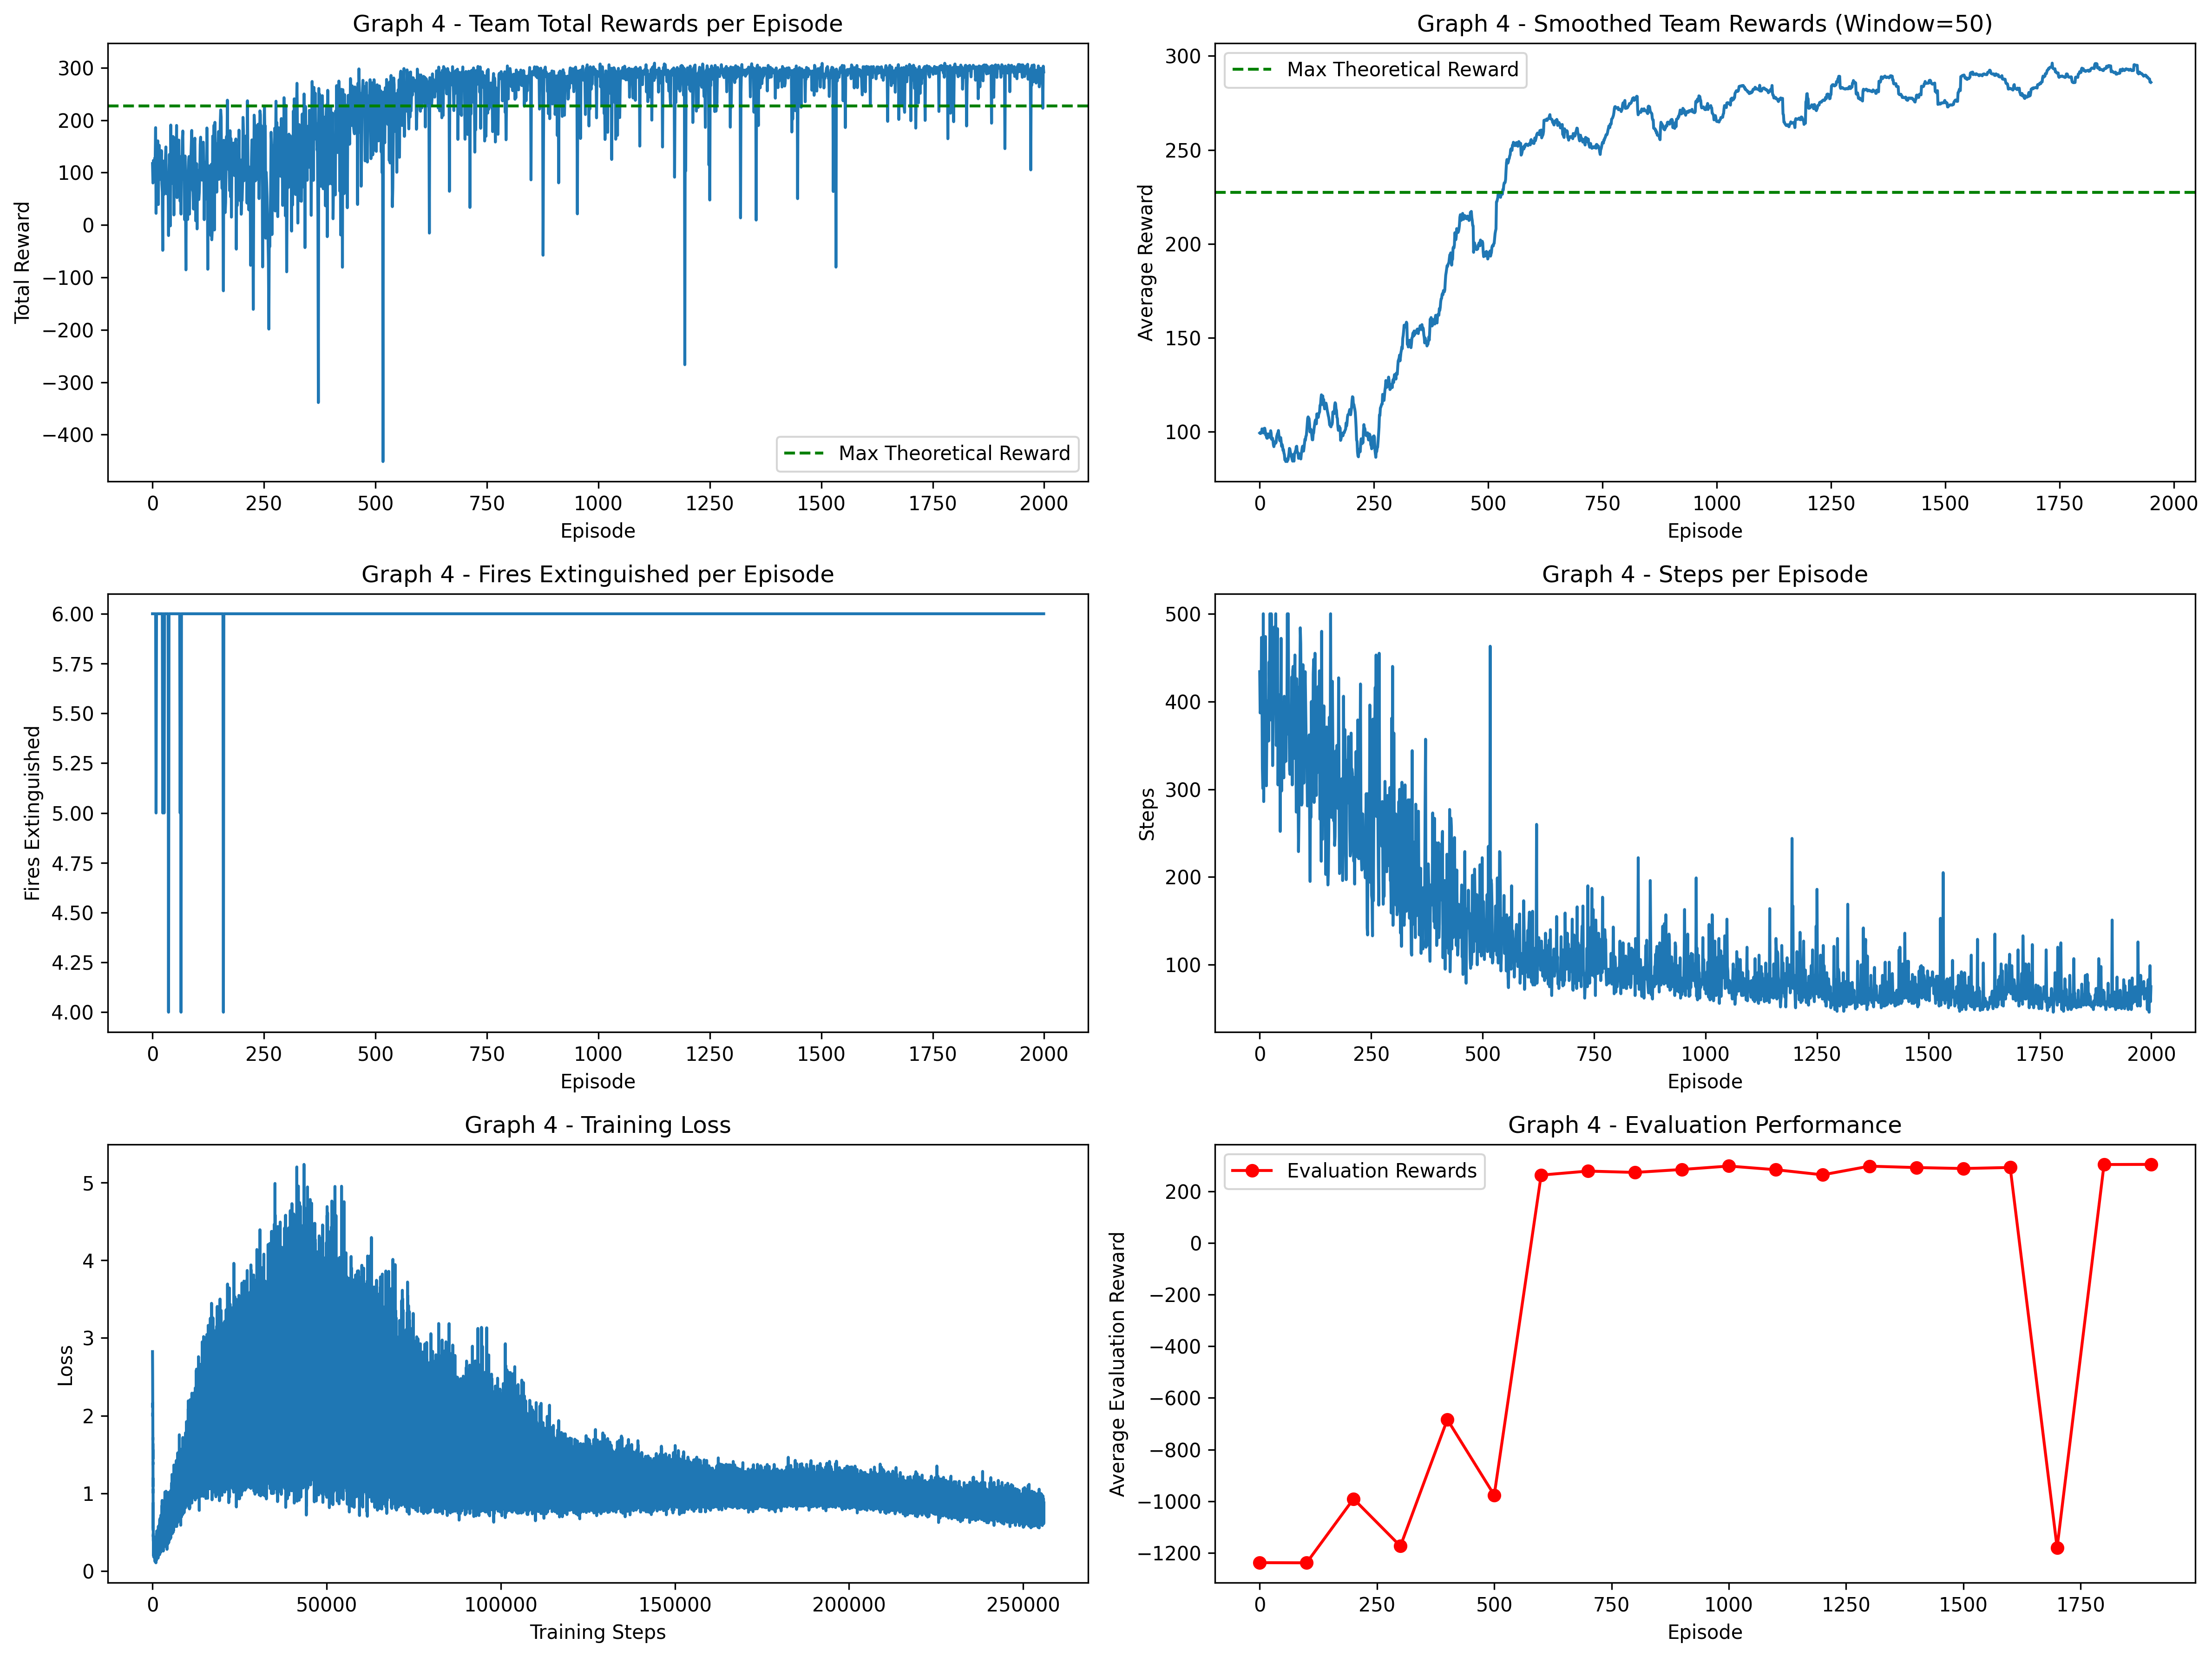 Graph 4 - Team Total Rewards per Episode
300
200
100
0
−100
−200
−300
−400
Total Reward
Max Theoretical Reward
0 250 500 750 1000 1250 1500 1750 2000
Episode
Graph 4 - Smoothed Team Rewards (Window=50)
300
250
200
150
100
Average Reward
Max Theoretical Reward
0 250 500 750 1000 1250 1500 1750 2000
Episode
Graph 4 - Fires Extinguished per Episode
6.00
5.75
5.50
5.25
5.00
4.75
4.50
4.25
4.00
Fires Extinguished
0 250 500 750 1000 1250 1500 1750 2000
Episode
Graph 4 - Steps per Episode
500
400
300
200
100
Steps
0 250 500 750 1000 1250 1500 1750 2000
Episode
Graph 4 - Training Loss
5
4
3
2
1
0
Loss
0 50000 100000 150000 200000 250000
Training Steps
Graph 4 - Evaluation Performance
Evaluation Rewards
200
0
−200
−400
−600
−800
−1000
−1200
Average Evaluation Reward
0 250 500 750 1000 1250 1500 1750
Episode